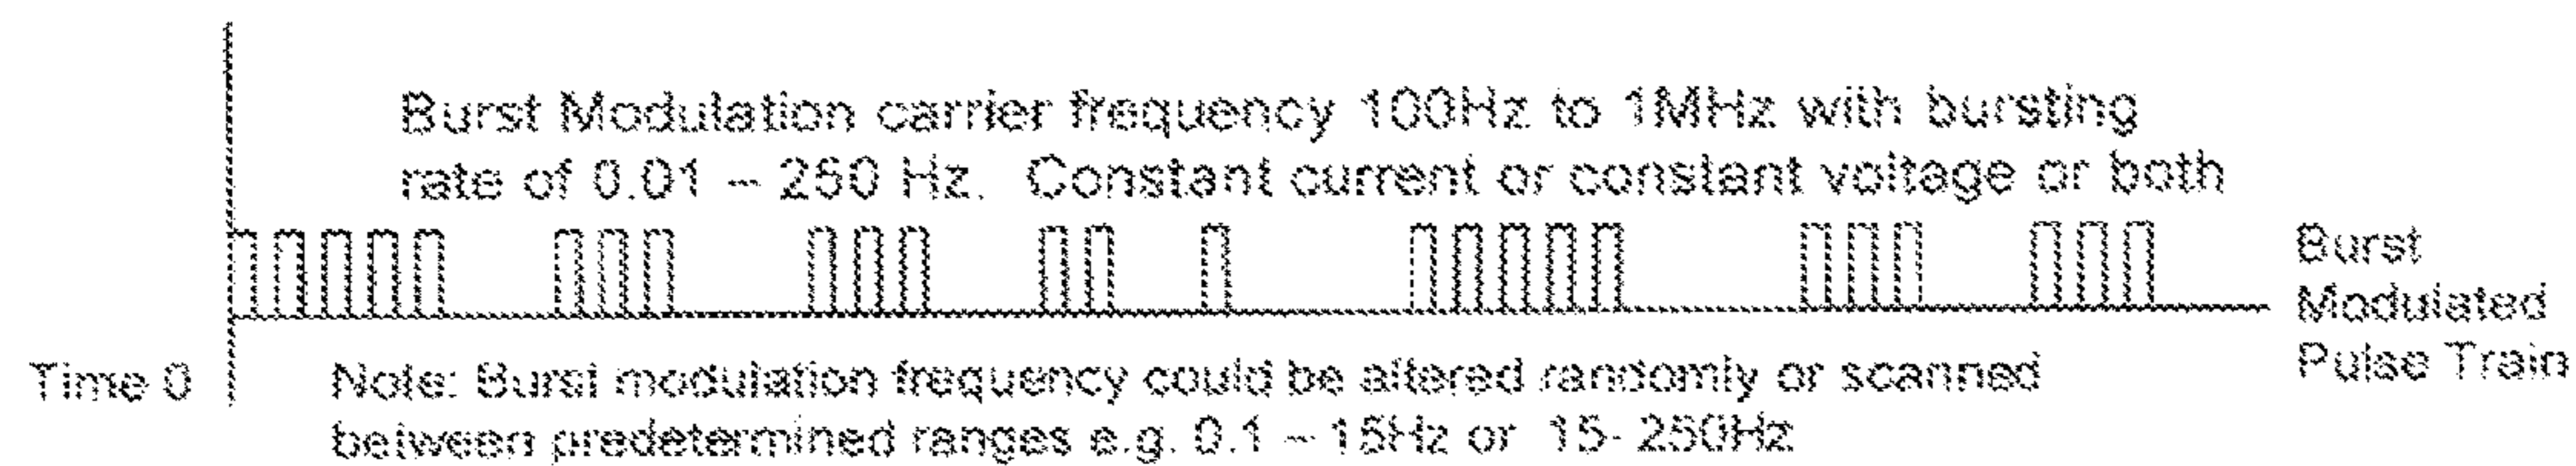 Burst Modulation carrier frequency 100Hz to 1MHz with bursting
rate of 0.01 – 250 Hz. Constant current or constant voltage or both
Burst
Modulated
Pulse Train
Time 0
Note: Burst modulation frequency could be altered randomly or scanned
between predetermined ranges e.g. 0.1 – 15Hz or 15- 250Hz